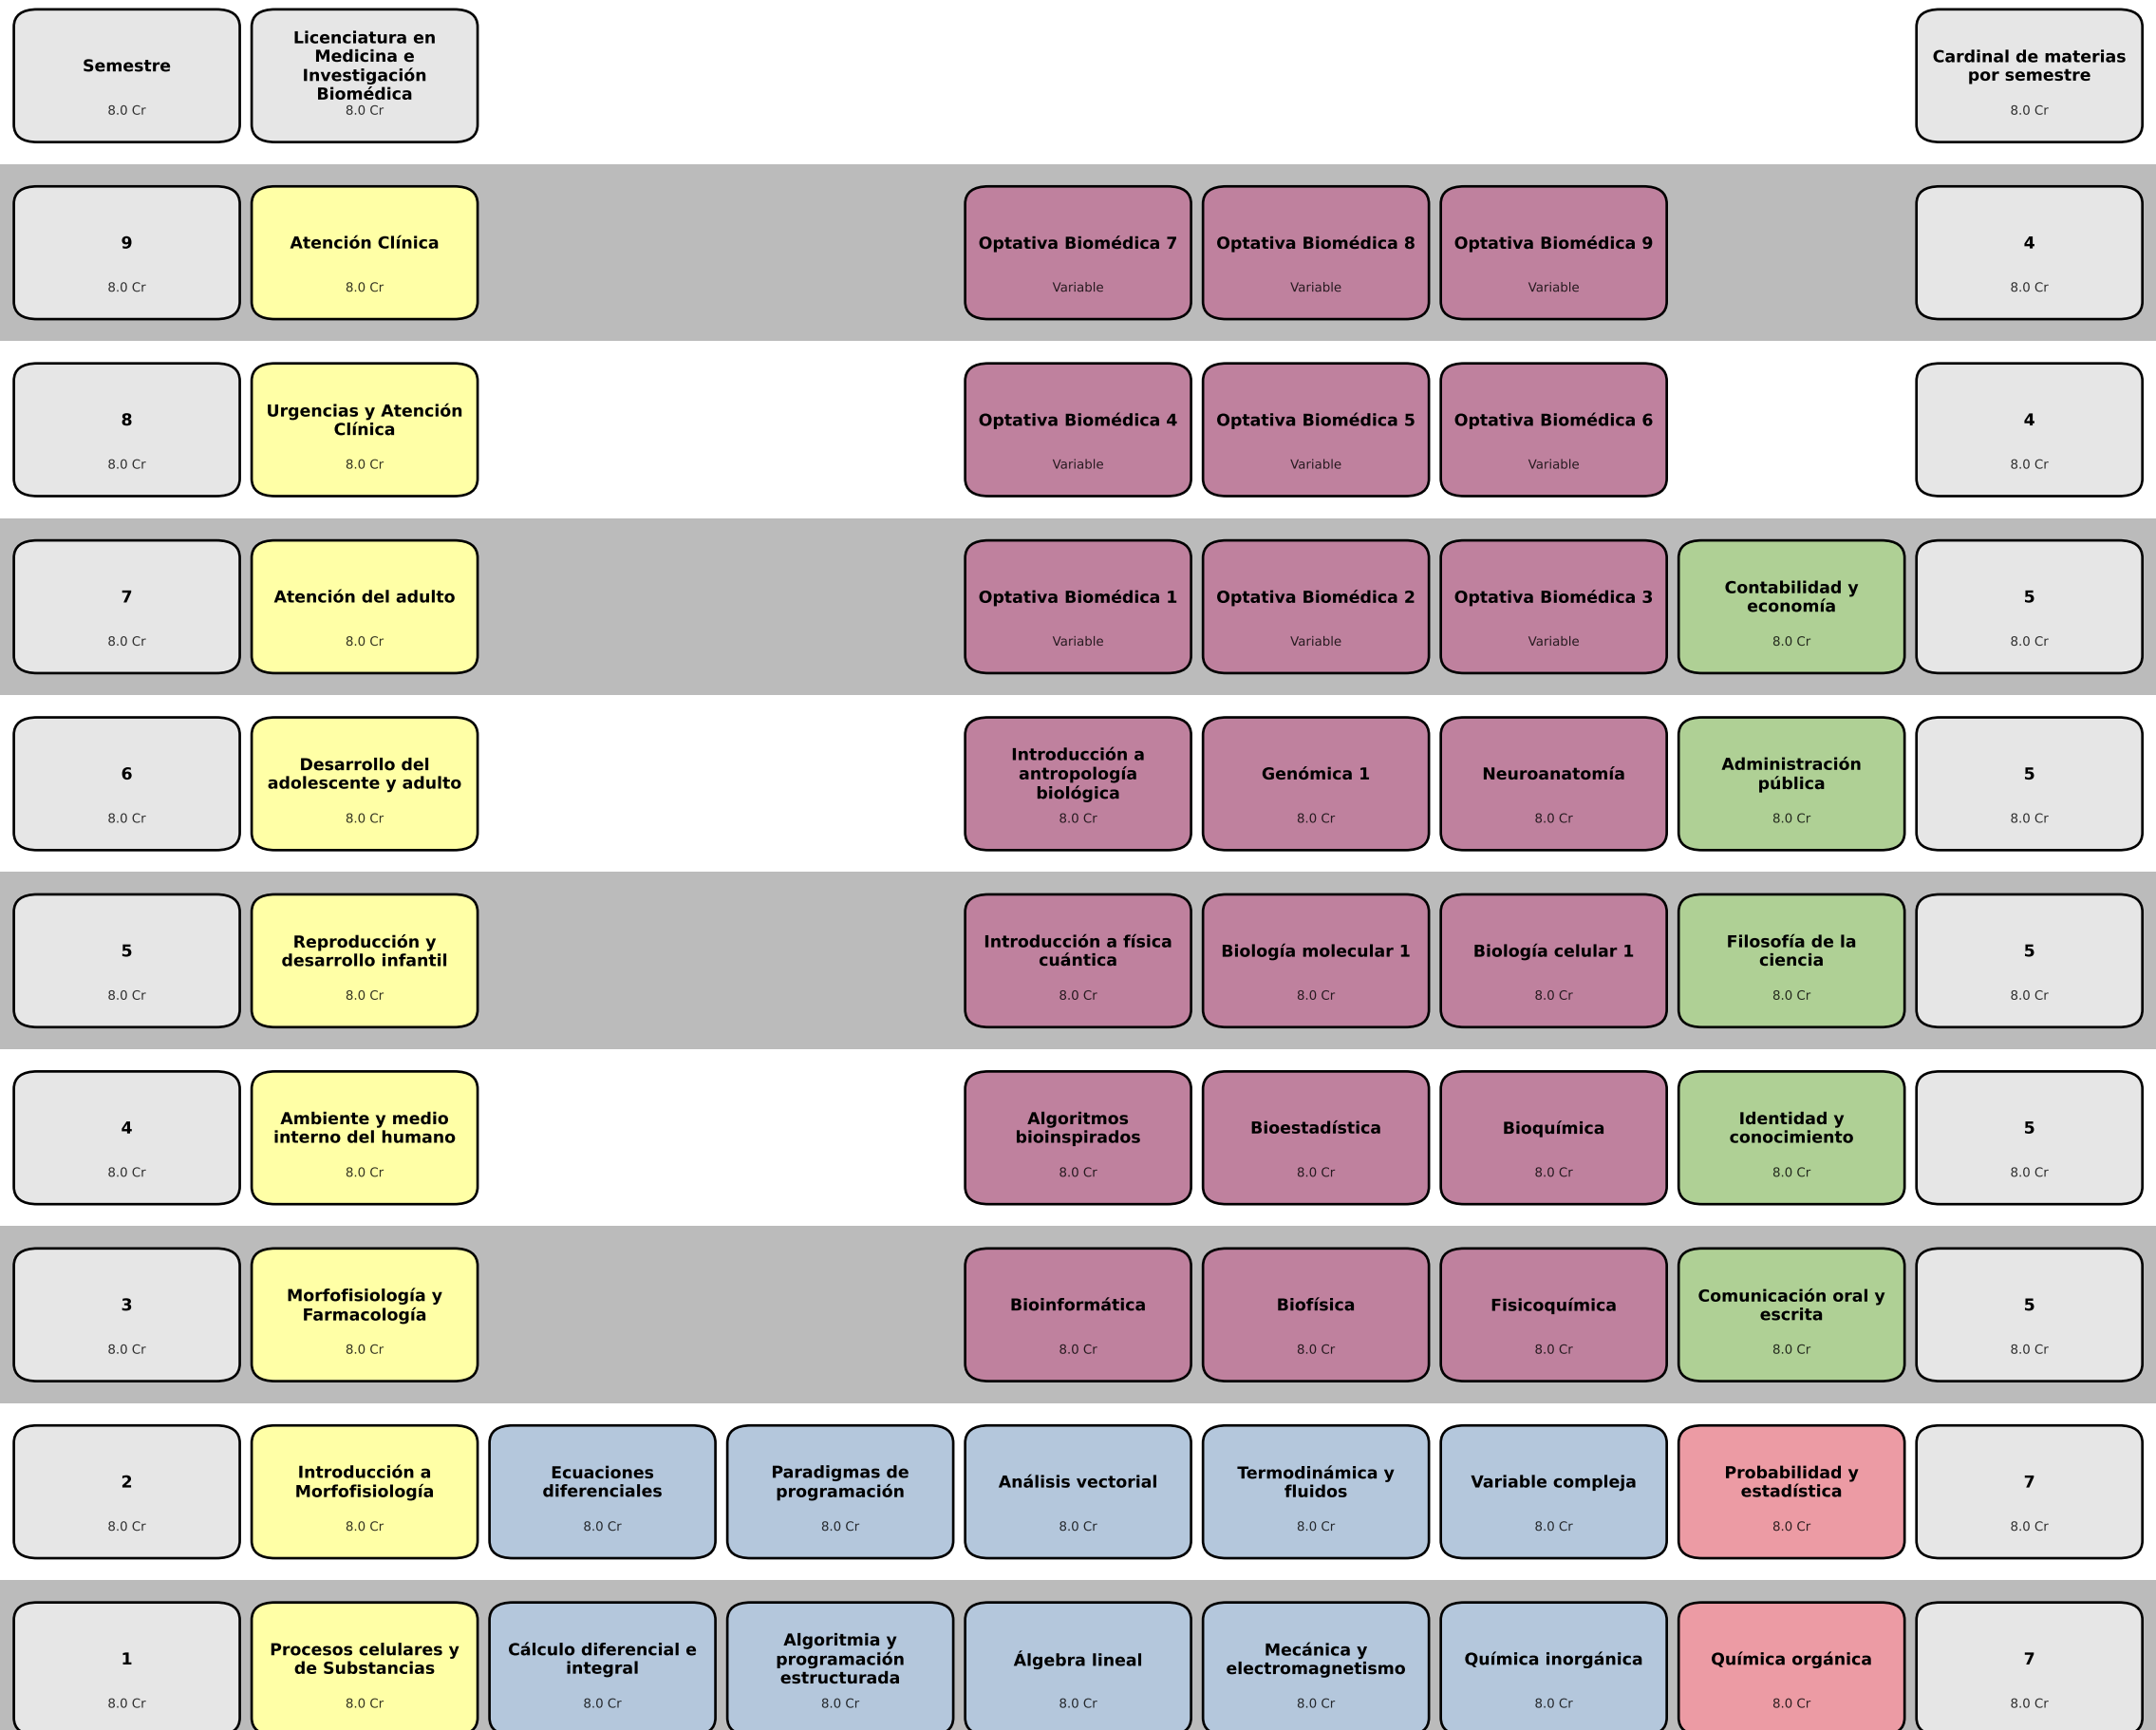 Semestre
8.0 Cr
Licenciatura en
Medicina e
Investigación
Biomédica
8.0 Cr
Cardinal de materias
por semestre
8.0 Cr
9
8.0 Cr
Atención Clínica
8.0 Cr
Optativa Biomédica 7
Variable
Optativa Biomédica 8
Variable
Optativa Biomédica 9
Variable
4
8.0 Cr
8
8.0 Cr
Urgencias y Atención
Clínica
8.0 Cr
Optativa Biomédica 4
Variable
Optativa Biomédica 5
Variable
Optativa Biomédica 6
Variable
4
8.0 Cr
7
8.0 Cr
Atención del adulto
8.0 Cr
Optativa Biomédica 1
Variable
Optativa Biomédica 2
Variable
Optativa Biomédica 3
Variable
Contabilidad y
economía
8.0 Cr
5
8.0 Cr
6
8.0 Cr
Desarrollo del
adolescente y adulto
8.0 Cr
Introducción a
antropología
biológica
8.0 Cr
Genómica 1
8.0 Cr
Neuroanatomía
8.0 Cr
Administración
pública
8.0 Cr
5
8.0 Cr
5
8.0 Cr
Reproducción y
desarrollo infantil
8.0 Cr
Introducción a física
cuántica
8.0 Cr
Biología molecular 1
8.0 Cr
Biología celular 1
8.0 Cr
Filosofía de la
ciencia
8.0 Cr
5
8.0 Cr
4
8.0 Cr
Ambiente y medio
interno del humano
8.0 Cr
Algoritmos
bioinspirados
8.0 Cr
Bioestadística
8.0 Cr
Bioquímica
8.0 Cr
Identidad y
conocimiento
8.0 Cr
5
8.0 Cr
3
8.0 Cr
Morfofisiología y
Farmacología
8.0 Cr
Bioinformática
8.0 Cr
Biofísica
8.0 Cr
Fisicoquímica
8.0 Cr
Comunicación oral y
escrita
8.0 Cr
5
8.0 Cr
2
8.0 Cr
Introducción a
Morfofisiología
8.0 Cr
Ecuaciones
diferenciales
8.0 Cr
Paradigmas de
programación
8.0 Cr
Análisis vectorial
8.0 Cr
Termodinámica y
fluidos
8.0 Cr
Variable compleja
8.0 Cr
Probabilidad y
estadística
8.0 Cr
7
8.0 Cr
1
8.0 Cr
Procesos celulares y
de Substancias
8.0 Cr
Cálculo diferencial e
integral
8.0 Cr
Algoritmia y
programación
estructurada
8.0 Cr
Álgebra lineal
8.0 Cr
Mecánica y
electromagnetismo
8.0 Cr
Química inorgánica
8.0 Cr
Química orgánica
8.0 Cr
7
8.0 Cr